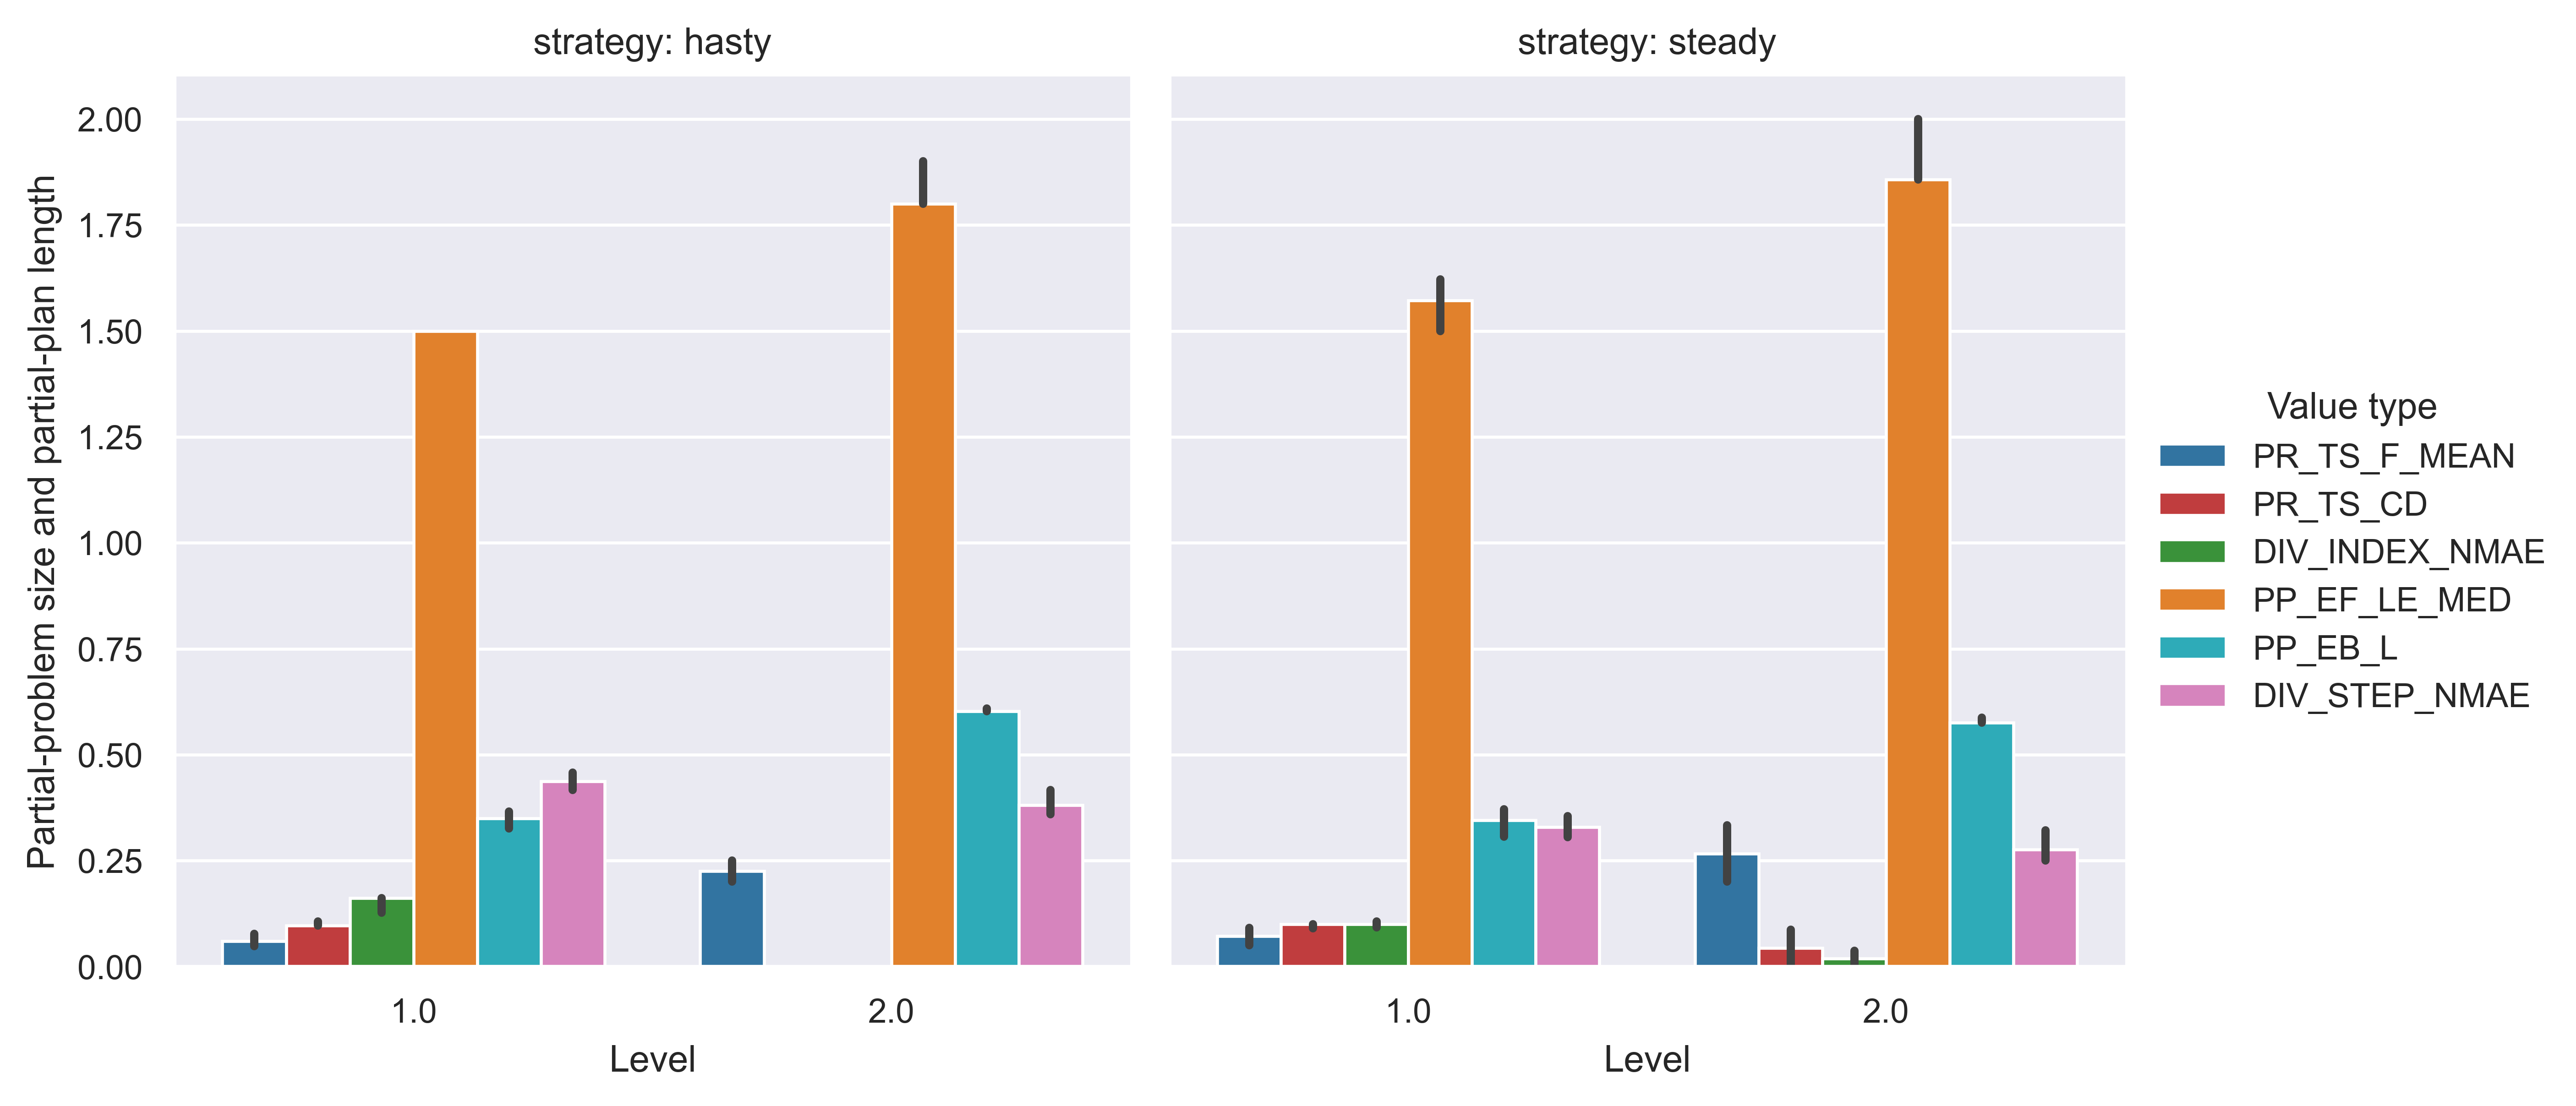 strategy: hasty
strategy: steady
Partial-problem size and partial-plan length
2.00
1.75
1.50
1.25
1.00
0.75
0.50
0.25
0.00
1.0
2.0
1.0
2.0
Level
Level
Value type
PR_TS_F_MEAN
PR_TS_CD
DIV_INDEX_NMAE
PP_EF_LE_MED
PP_EB_L
DIV_STEP_NMAE